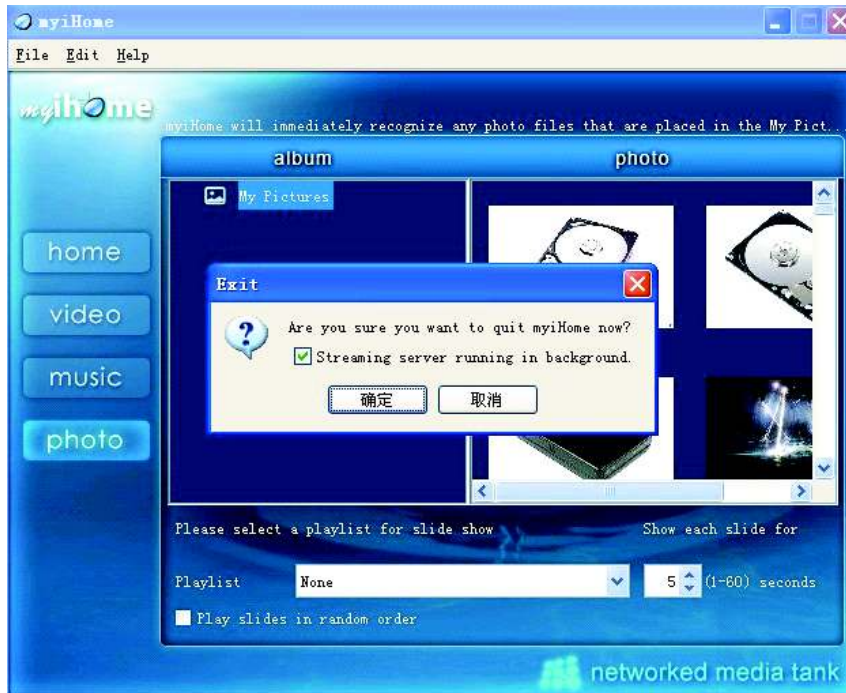 myiHome
File Edit Help
myihome
myiHome will immediately recognize any photo files that are placed in the My Pict...
album photo
My Pictures
home
video
music
photo
Exit
Are you sure you want to quit myiHome now?
Streaming server running in background.
确定 取消
Please select a playlist for slide show Show each slide for
Playlist None 5 (1-60) seconds
Play slides in random order
networked media tank